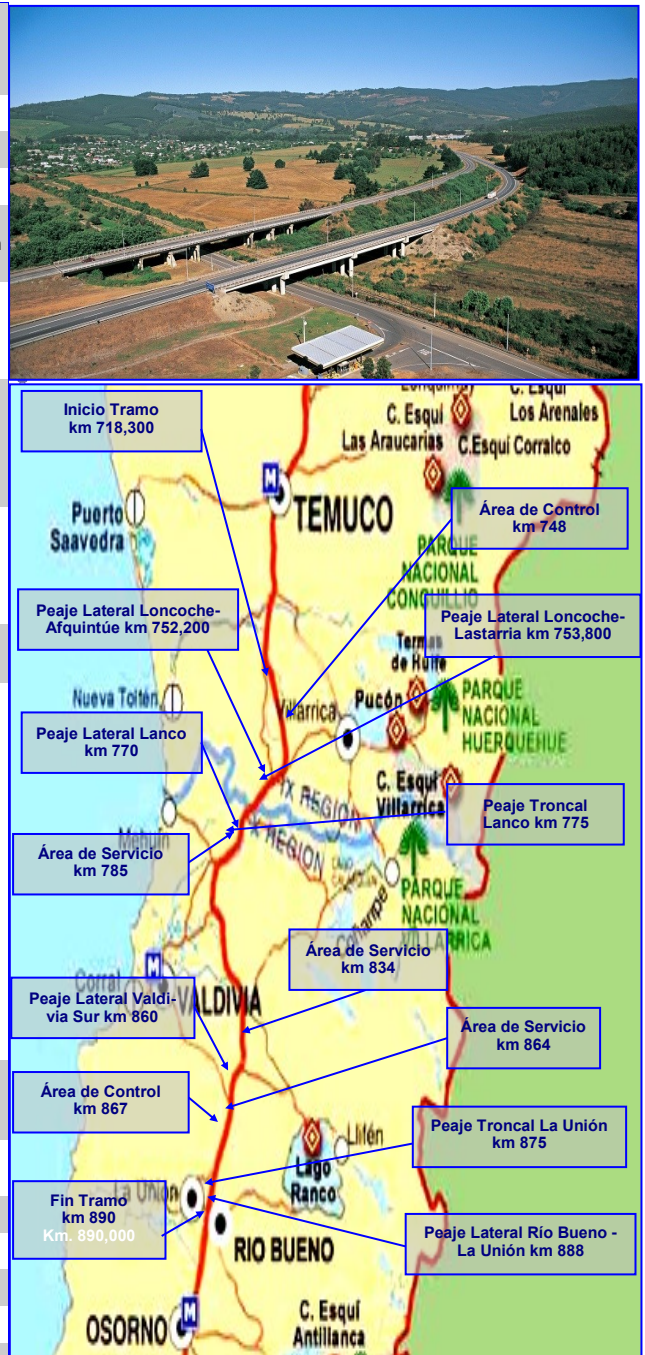 Lonquimay
C. Esquí
Los Arenales
C. Esquí
Las Araucarias
C.Esquí Corralco
Inicio Tramo
km 718,300
M
TEMUCO
Puerto
Saavedra
Área de Control
km 748
PARQUE
NACIONAL
CONGUILLIO
Peaje Lateral Loncoche-
Afquintúe km 752,200
Peaje Lateral Loncoche-
Lastarria km 753,800
Termas
de Huife
Nueva Toltén
Villarrica
Pucón
PARQUE
NACIONAL
HUERQUEHUE
Peaje Lateral Lanco
km 770
IX REGION
X REGION
C. Esquí
Villarrica
Peaje Troncal
Lanco km 775
Mehuín
Área de Servicio
km 785
Coñaripe
PARQUE
NACIONAL
VILLARRICA
Área de Servicio
km 834
M
Corral
VALDIVIA
Peaje Lateral Valdi-
via Sur km 860
Área de Servicio
km 864
Área de Control
km 867
Peaje Troncal La Unión
km 875
Llifén
Lago
Ranco
La Unión
Fin Tramo
km 890
Km. 890,000
Peaje Lateral Río Bueno -
La Unión km 888
RIO BUENO
M
OSORNO
C. Esquí
Antillanca